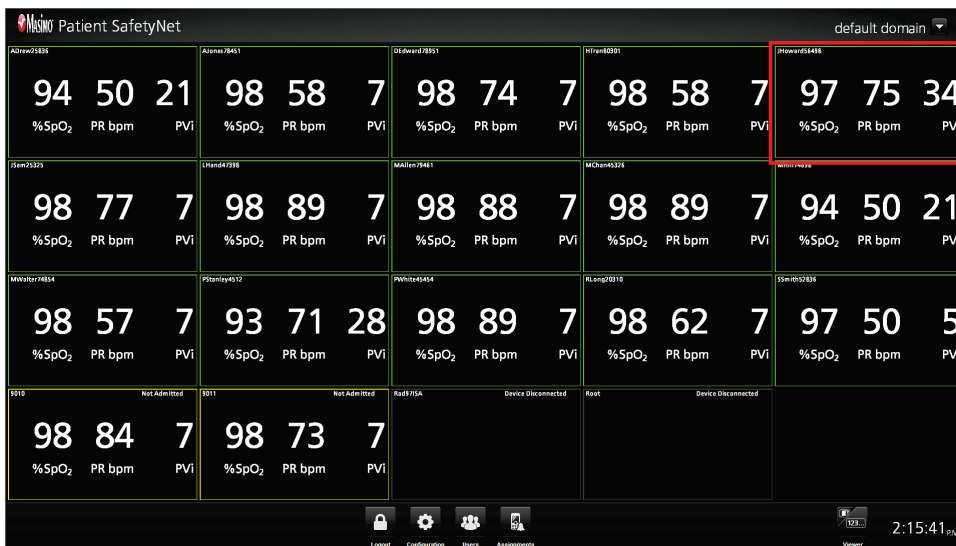 Masimo Patient SafetyNet default domain
ADrew25836 AJones78451 DEdward78951 HTran80301 JHoward56498
94 50 21 98 58 7 98 74 7 98 58 7 97 75 34
%SpO₂ PR bpm PVi %SpO₂ PR bpm PVi %SpO₂ PR bpm PVi %SpO₂ PR bpm PVi %SpO₂ PR bpm PV
JSam25325 LHand47398 MAllen79461 MChan45326
98 77 7 98 89 7 98 88 7 98 89 7 94 50 21
%SpO₂ PR bpm PVi %SpO₂ PR bpm PVi %SpO₂ PR bpm PVi %SpO₂ PR bpm PVi %SpO₂ PR bpm PV
MWalter74854 PStanley4512 PWhite45454 RLong20310 SSmith52836
98 57 7 93 71 28 98 89 7 98 62 7 97 50 5
%SpO₂ PR bpm PVi %SpO₂ PR bpm PVi %SpO₂ PR bpm PVi %SpO₂ PR bpm PVi %SpO₂ PR bpm PV
9010 Not Admitted 9011 Not Admitted Rad97ISA Device Disconnected Root Device Disconnected
98 84 7 98 73 7
%SpO₂ PR bpm PVi %SpO₂ PR bpm PVi
123...
2:15:41 P.M
Logout Configuration Users Assignments Viewer